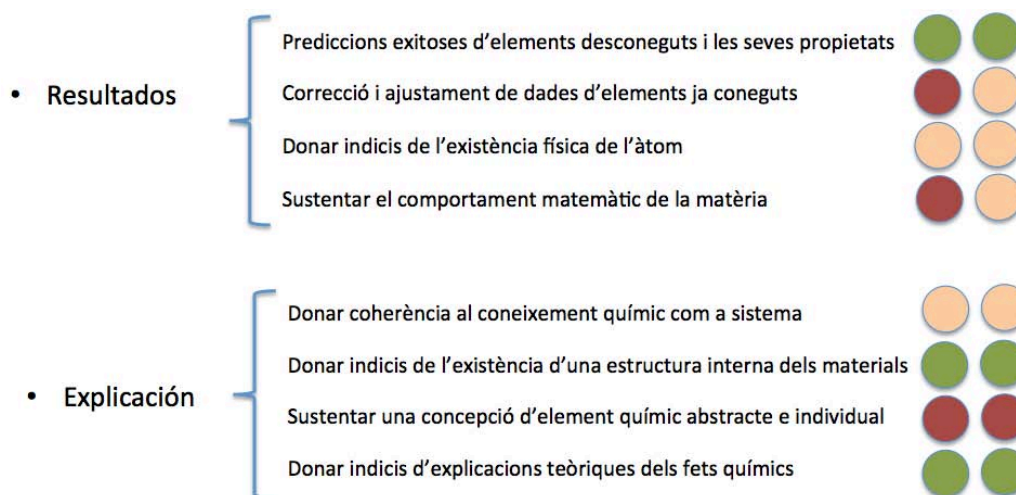 • Resultados
Prediccions exitoses d'elements desconeguts i les seves propietats
Correcció i ajustament de dades d'elements ja coneguts
Donar indicis de l'existència física de l'àtom
Sustentar el comportament matemàtic de la matèria
• Explicación
Donar coherència al coneixement químic com a sistema
Donar indicis de l'existència d'una estructura interna dels materials
Sustentar una concepció d'element químic abstracte e individual
Donar indicis d'explicacions teòriques dels fets químics